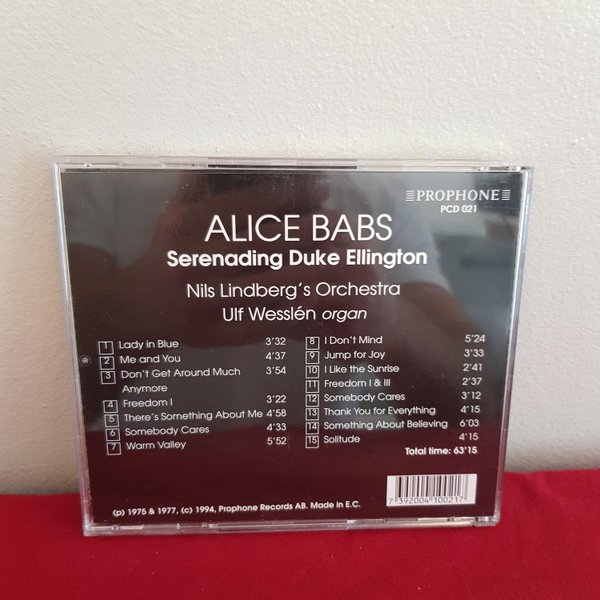 PROPHONE
PCD 021
ALICE BABS
Serenading Duke Ellington
Nils Lindberg's Orchestra
Ulf Wesslén organ
1 Lady in Blue 3'32
2 Me and You 4'37
3 Don't Get Around Much 3'54
Anymore
4 Freedom I 3'22
5 There's Something About Me 4'58
6 Somebody Cares 4'33
7 Warm Valley 5'52
8 I Don't Mind 5'24
9 Jump for Joy 3'33
10 I Like the Sunrise 2'41
11 Freedom I & III 2'37
12 Somebody Cares 3'12
13 Thank You for Everything 4'15
14 Something About Believing 6'03
15 Solitude 4'15
Total time: 63'15
7 392004 100217
(p) 1975 & 1977, (c) 1994, Prophone Records AB. Made in E.C.